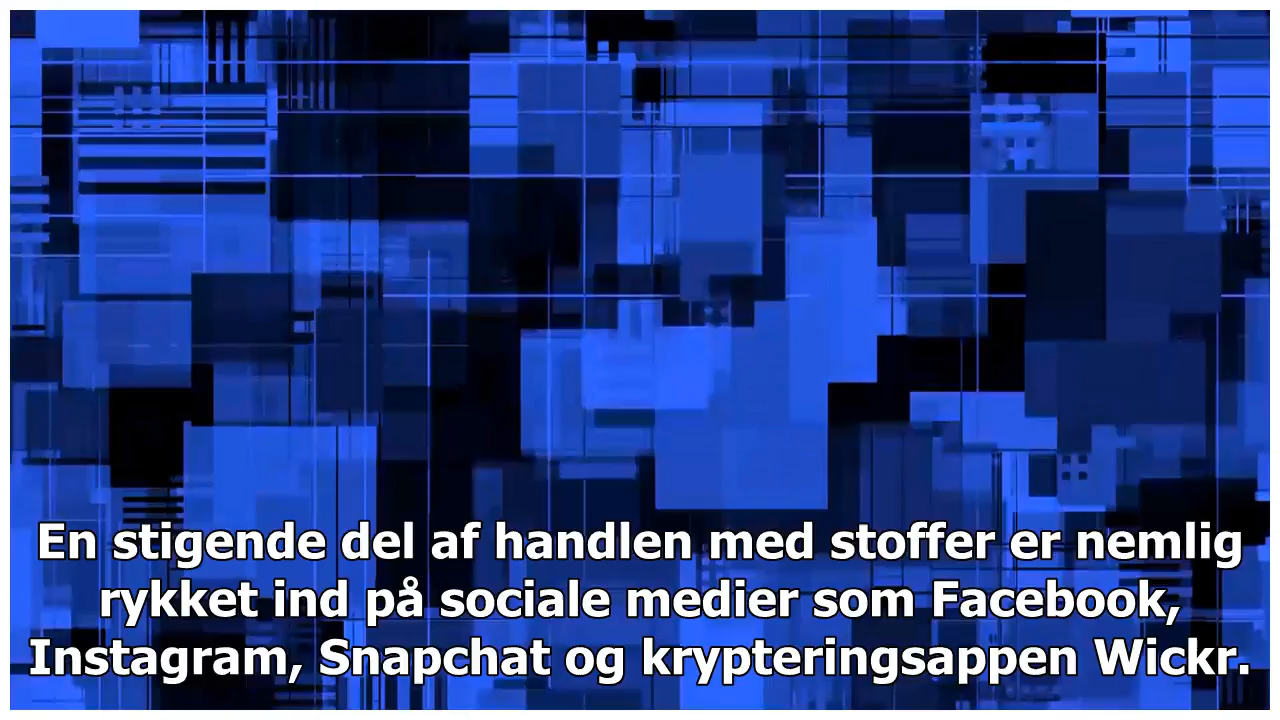 En stigende del af handlen med stoffer er nemlig
rykket ind på sociale medier som Facebook,
Instagram, Snapchat og krypteringsappen Wickr.